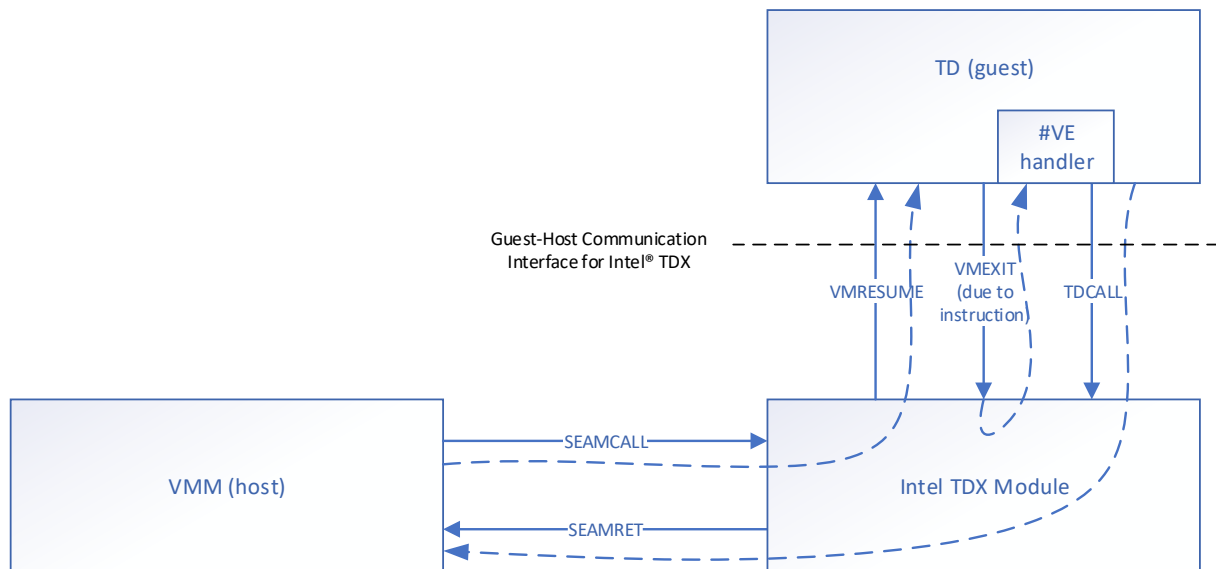 TD (guest)
#VE
handler
Guest-Host Communication
Interface for Intel® TDX
VMRESUME
VMEXIT
(due to
instruction)
TDCALL
SEAMCALL
VMM (host)
Intel TDX Module
SEAMRET